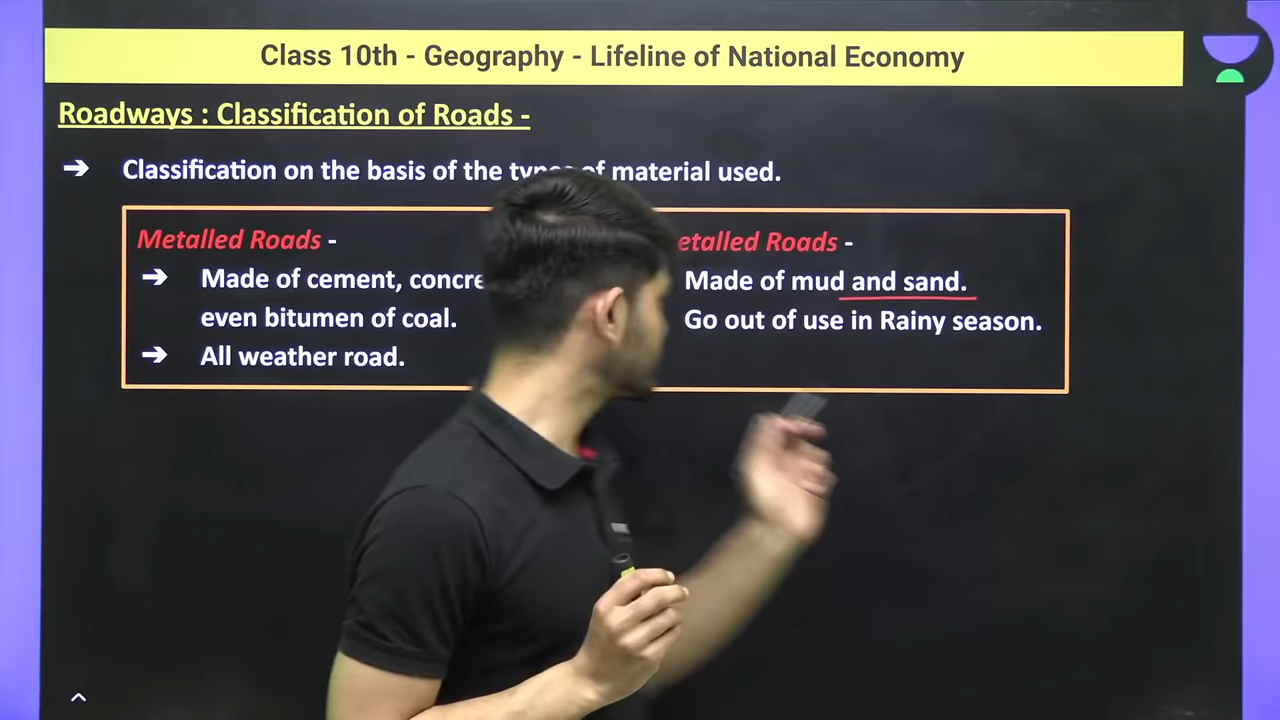 Class 10th - Geography - Lifeline of National Economy
Roadways : Classification of Roads -
➔ Classification on the basis of the of material used.
Metalled Roads -
➔ Made of cement, concre
even bitumen of coal.
➔ All weather road.
etalled Roads -
Made of mud and sand.
Go out of use in Rainy season.